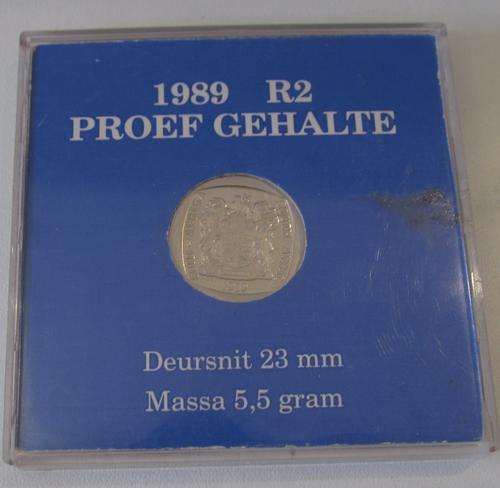 1989 R2
PROEF GEHALTE
Deursnit 23 mm
Massa 5,5 gram